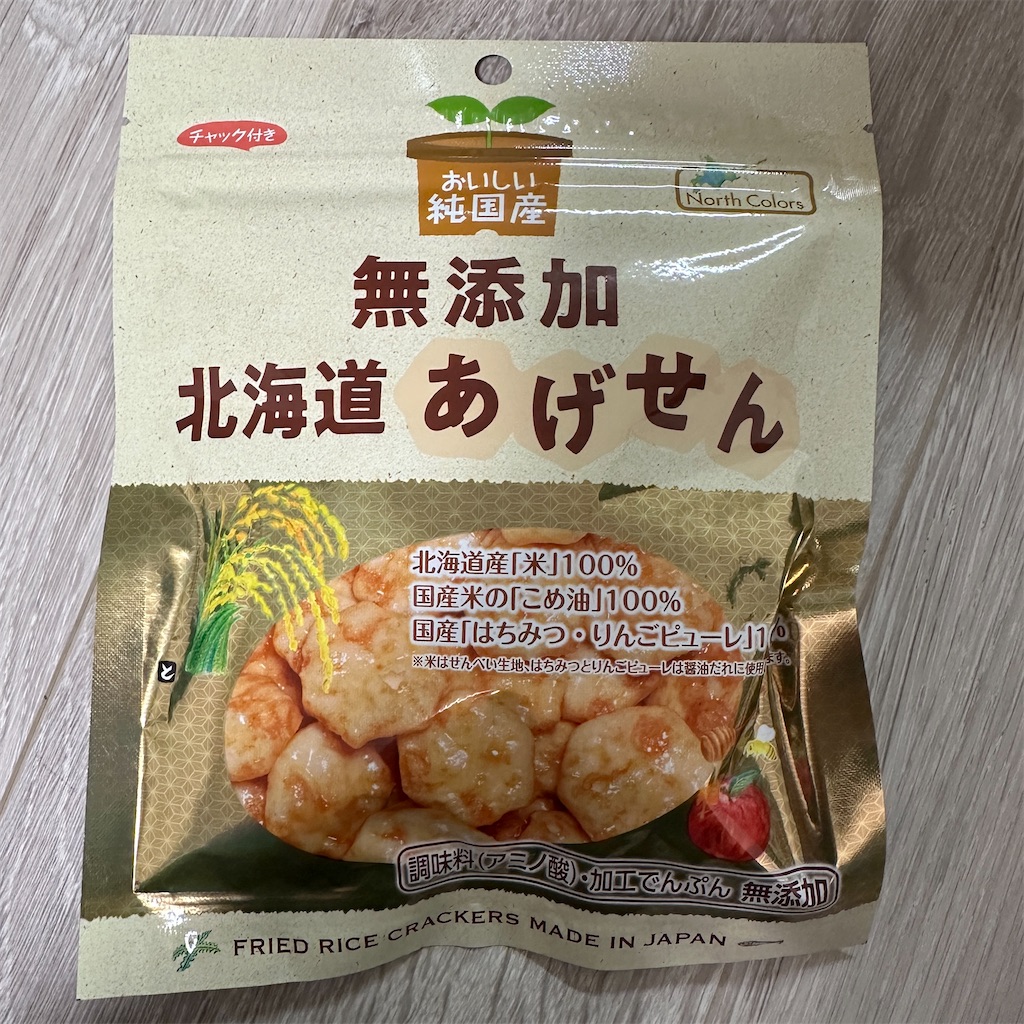 チャック付き
おいしい
純国産
North Colors
無添加
北海道 あげせん
北海道産「米」100%
国産米の「こめ油」100%
国産「はちみつ・りんごピューレ」1 %
※米はせんべい生地、はちみつとりんごピューレは醤油だれに使用 ます。
と
調味料(アミノ酸)・加工でんぷん 無添加
FRIED RICE CRACKERS MADE IN JAPAN